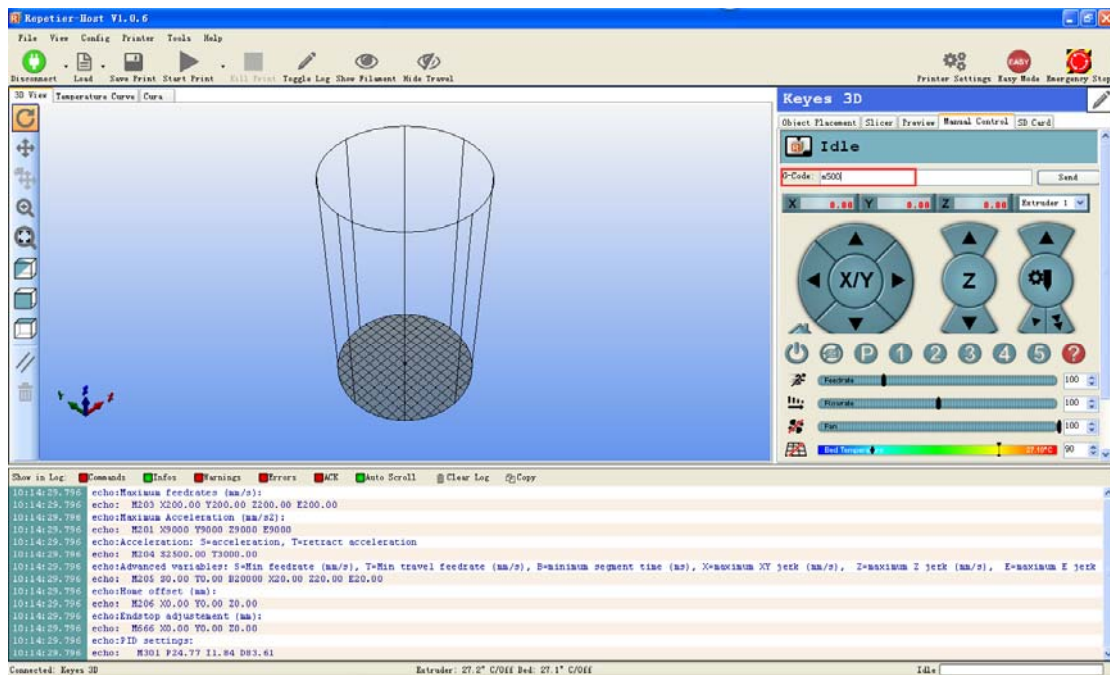 Repetier-Host V1.0.6
File View Config Printer Tools Help
Disconnect Load Save Print Start Print Kill Print Toggle Log Show Filament Hide Travel
Printer Settings Easy Mode Emergency Stop
EASY
3D View Temperature Curve Cura
Keyes 3D
Object Placement Slicer Preview Manual Control SD Card
Idle
G-Code: m500 Send
X 0.00 Y 0.00 Z 0.00 Extruder 1
X/Y Z
P 1 2 3 4 5 ?
Feedrate 100
Flowrate 100
Fan 100
Bed Temperature 27.10°C 90
Show in Log: Commands Infos Warnings Errors ACK Auto Scroll Clear Log Copy
10:14:29.796 echo:Maximum feedrates (mm/s):
10:14:29.796 echo: M203 X200.00 Y200.00 Z200.00 E200.00
10:14:29.796 echo:Maximum Acceleration (mm/s2):
10:14:29.796 echo: M201 X9000 Y9000 Z9000 E9000
10:14:29.796 echo:Acceleration: S=acceleration, T=retract acceleration
10:14:29.796 echo: M204 S2500.00 T3000.00
10:14:29.796 echo:Advanced variables: S=Min feedrate (mm/s), T=Min travel feedrate (mm/s), B=minimum segment time (ms), X=maximum XY jerk (mm/s), Z=maximum Z jerk (mm/s), E=maximum E jerk
10:14:29.796 echo: M205 S0.00 T0.00 B20000 X20.00 Z20.00 E20.00
10:14:29.796 echo:Home offset (mm):
10:14:29.796 echo: M206 X0.00 Y0.00 Z0.00
10:14:29.796 echo:Endstop adjustement (mm):
10:14:29.796 echo: M666 X0.00 Y0.00 Z0.00
10:14:29.796 echo:PID settings:
10:14:29.796 echo: M301 P24.77 I1.84 D83.61
Connected: Keyes 3D Extruder: 27.2° C/Off Bed: 27.1° C/Off Idle